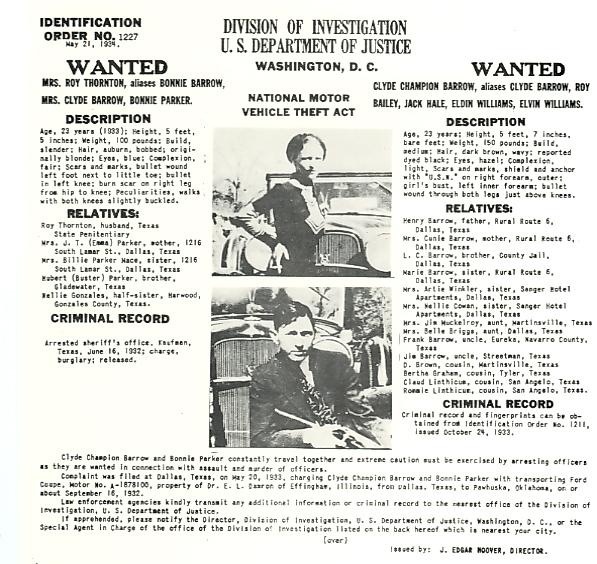 IDENTIFICATION
ORDER NO. 1227
May 21, 1934.
DIVISION OF INVESTIGATION
U. S. DEPARTMENT OF JUSTICE
WASHINGTON, D. C.
WANTED
MRS. ROY THORNTON, aliases BONNIE BARROW,
MRS. CLYDE BARROW, BONNIE PARKER.
DESCRIPTION
Age, 23 years (1933); Height, 5 feet,
5 inches; Weight, 100 pounds; Build,
slender; Hair, auburn, bobbed; origi-
nally blonde; Eyes, blue; Complexion,
fair; Scars and marks, bullet wound
left foot next to little toe; bullet
in left knee; burn scar on right leg
from hip to knee; Peculiarities, walks
with both knees slightly buckled.
RELATIVES:
Roy Thornton, husband, Texas
State Penitentiary
Mrs. J. T. (Emma) Parker, mother, 1216
South Lamar St., Dallas, Texas
Mrs. Billie Parker Mace, sister, 1216
South Lamar St., Dallas, Texas
Hubert (Buster) Parker, brother,
Gladewater, Texas
Nellie Gonzales, half-sister, Harwood,
Gonzales County, Texas.
CRIMINAL RECORD
Arrested sheriff's office, Kaufman,
Texas, June 16, 1932; charge,
burglary; released.
NATIONAL MOTOR
VEHICLE THEFT ACT
WANTED
CLYDE CHAMPION BARROW, aliases CLYDE BARROW, ROY
BAILEY, JACK HALE, ELDIN WILLIAMS, ELVIN WILLIAMS.
DESCRIPTION
Age, 23 years; Height, 5 feet, 7 inches,
bare feet; Weight, 150 pounds; Build,
medium; Hair, dark brown, wavy; reported
dyed black; Eyes, hazel; Complexion,
light, Scars and marks, shield and anchor
with "U.S.N." on right forearm, outer;
girl's bust, left inner forearm; bullet
wound through both legs just above knees.
RELATIVES:
Henry Barrow, father, Rural Route 6,
Dallas, Texas
Mrs. Cumie Barrow, mother, Rural Route 6,
Dallas, Texas
L. C. Barrow, brother, County Jail,
Dallas, Texas
Marie Barrow, sister, Rural Route 6,
Dallas, Texas
Mrs. Artie Winkler, sister, Sanger Hotel
Apartments, Dallas, Texas
Mrs. Nellie Cowan, sister, Sanger Hotel
Apartments, Dallas, Texas
Mrs. Jim Muckelroy, aunt, Martinsville, Texas
Mrs. Belle Briggs, aunt, Dallas, Texas
Frank Barrow, uncle, Eureka, Navarro County,
Texas
Jim Barrow, uncle, Streetman, Texas
D. Brown, cousin, Martinsville, Texas
Bertha Graham, cousin, Tyler, Texas
Claud Linthicum, cousin, San Angelo, Texas
Rommie Linthicum, cousin, San Angelo, Texas.
CRIMINAL RECORD
Criminal record and fingerprints can be ob-
tained from Identification Order No. 1211,
issued October 24, 1933.
Clyde Champion Barrow and Bonnie Parker constantly travel together and extreme caution must be exercised by arresting officers
as they are wanted in connection with assault and murder of officers.
Complaint was filed at Dallas, Texas, on May 20, 1933, charging Clyde Champion Barrow and Bonnie Parker with transporting Ford
Coupe, Motor No. A-1878100, property of Dr. E. L. Damron of Effingham, Illinois, from Dallas, Texas, to Pawhuska, Oklahoma, on or
about September 16, 1932.
Law enforcement agencies kindly transmit any additional information or criminal record to the nearest office of the Division of
Investigation, U. S. Department of Justice.
If apprehended, please notify the Director, Division of Investigation, U. S. Department of Justice, Washington, D. C., or the
Special Agent in Charge of the office of the Division of Investigation listed on the back hereof which is nearest your city.
(over)
Issued by: J. EDGAR HOOVER, DIRECTOR.